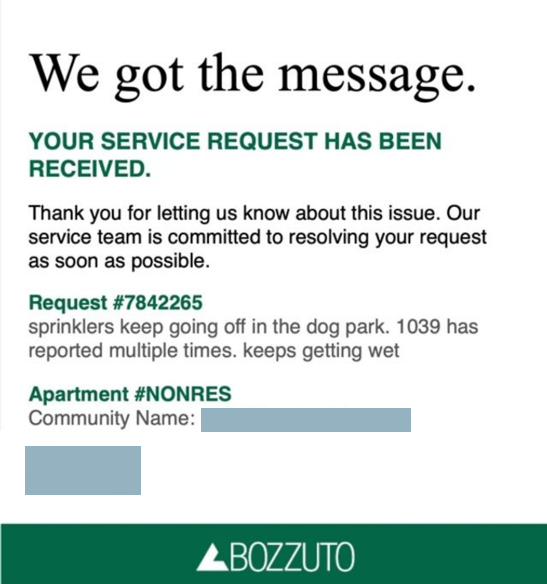 We got the message.
YOUR SERVICE REQUEST HAS BEEN
RECEIVED.
Thank you for letting us know about this issue. Our
service team is committed to resolving your request
as soon as possible.
Request #7842265
sprinklers keep going off in the dog park. 1039 has
reported multiple times. keeps getting wet
Apartment #NONRES
Community Name:
BOZZUTO